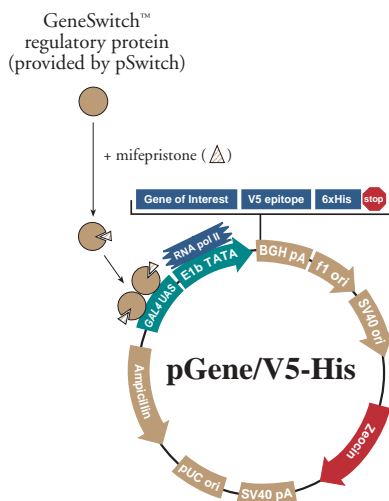 GeneSwitch™
regulatory protein
(provided by pSwitch)
+ mifepristone ( )
Gene of Interest
V5 epitope
6xHis
stop
RNA pol II
GAL4 UAS
E1b TATA
BGH pA
f1 ori
SV40 ori
Zeocin
SV40 pA
pUC ori
Ampicillin
pGene/V5-His